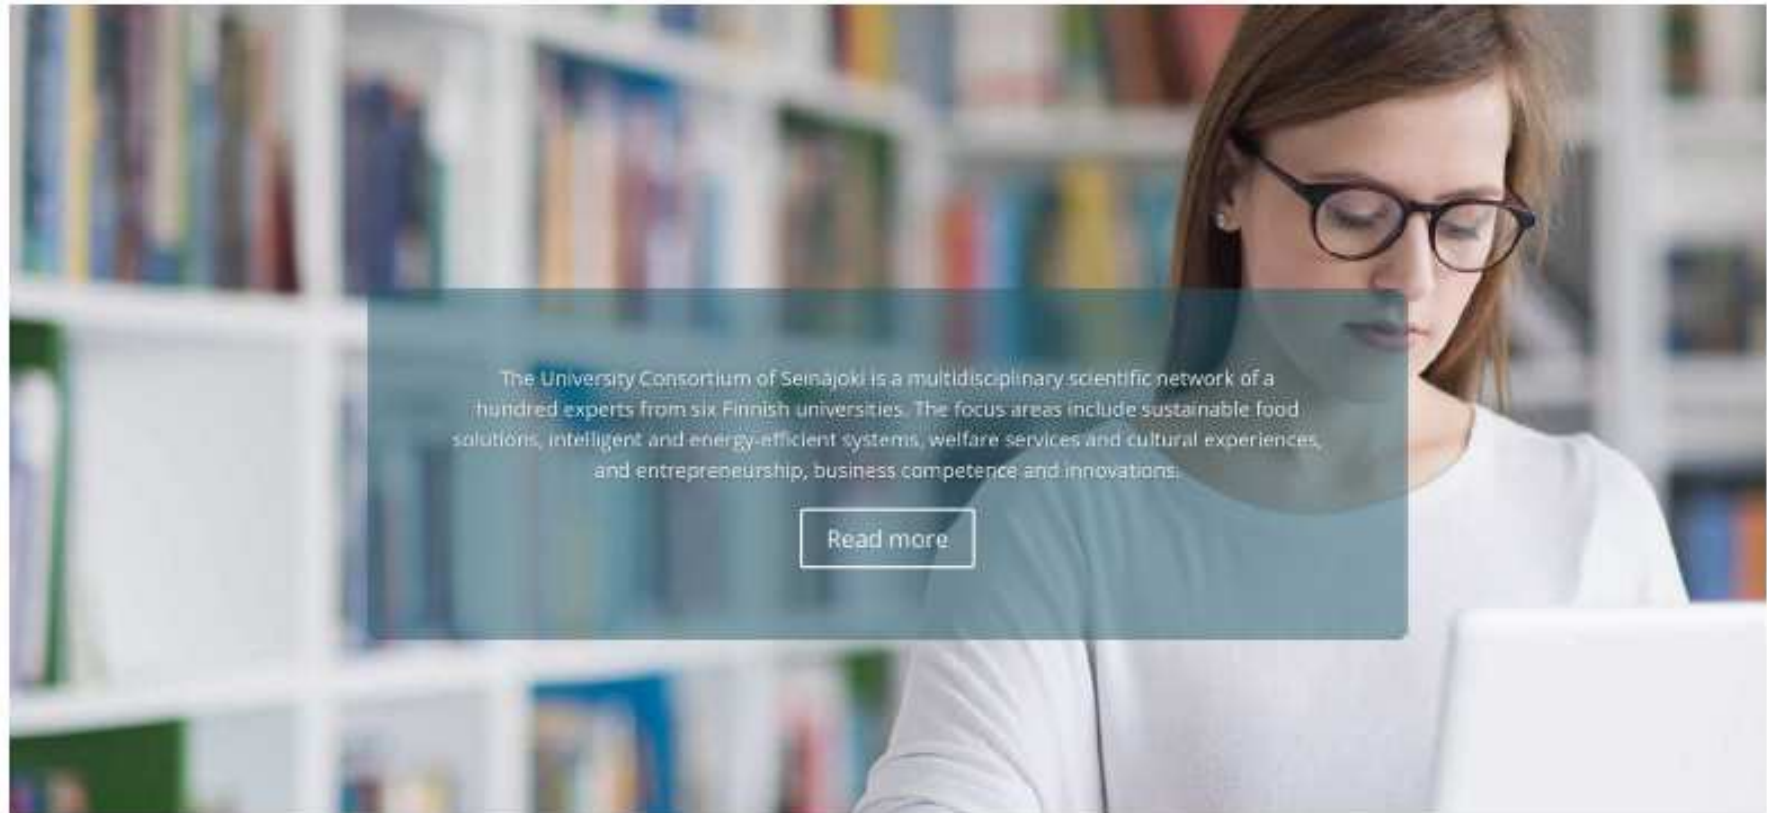 The University Consortium of Seinäjoki is a multidisciplinary scientific network of a
hundred experts from six Finnish universities. The focus areas include sustainable food
solutions, intelligent and energy-efficient systems, welfare services and cultural experiences,
and entrepreneurship, business competence and innovations.
Read more